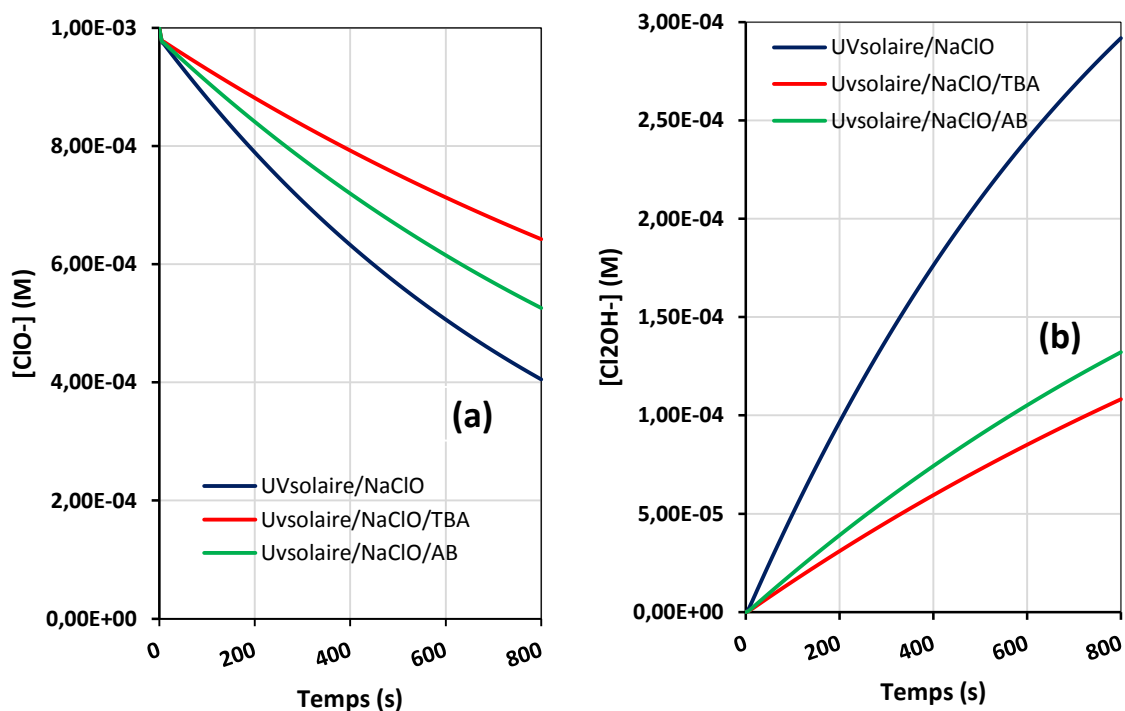 1,00E-03
8,00E-04
6,00E-04
4,00E-04
2,00E-04
0,00E+00
[ClO-] (M)
(a)
UVsolaire/NaClO
Uvsolaire/NaClO/TBA
Uvsolaire/NaClO/AB
0 200 400 600 800
Temps (s)
3,00E-04
2,50E-04
2,00E-04
1,50E-04
1,00E-04
5,00E-05
0,00E+00
[Cl2OH-] (M)
UVsolaire/NaClO
Uvsolaire/NaClO/TBA
Uvsolaire/NaClO/AB
(b)
0 200 400 600 800
Temps (s)